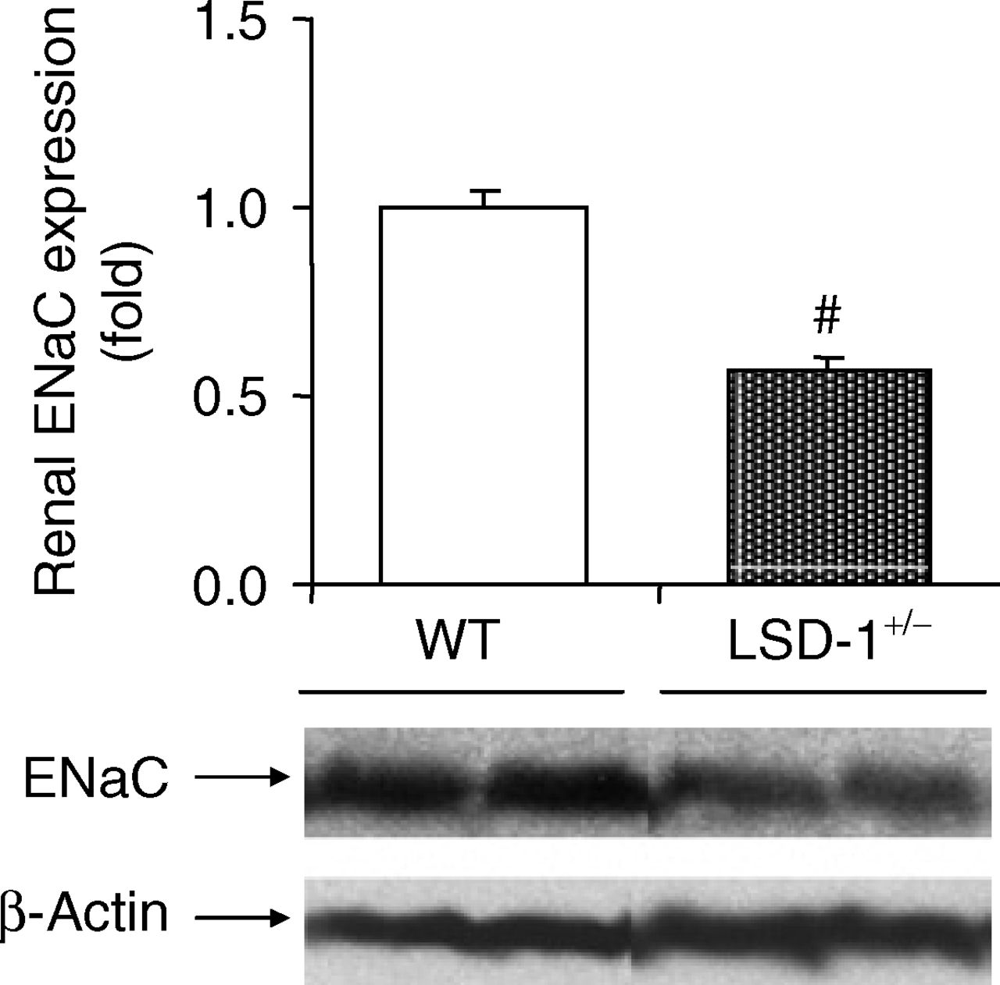 Renal ENaC expression
(fold)
1.5
1.0
0.5
0.0
#
WT
LSD-1+/−
ENaC
β-Actin